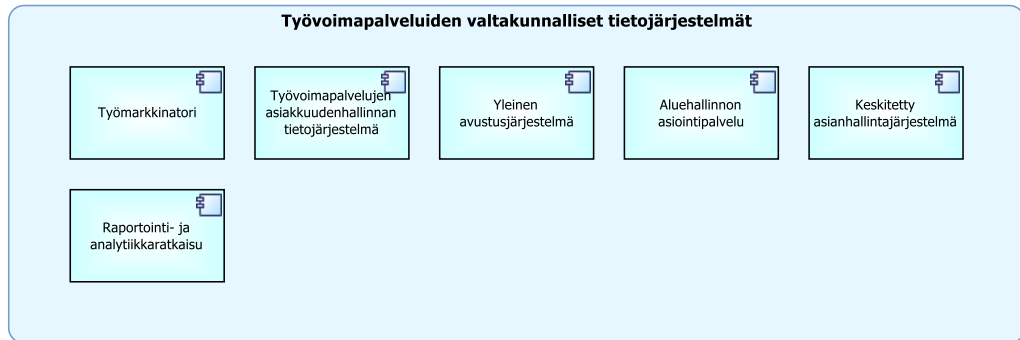 Työvoimapalveluiden valtakunnalliset tietojärjestelmät
Työmarkkinatori
Työvoimapalvelujen
asiakkuudenhallinnan
tietojärjestelmä
Yleinen
avustusjärjestelmä
Aluehallinnon
asiointipalvelu
Keskitetty
asianhallintajärjestelmä
Raportointi- ja
analytiikkaratkaisu